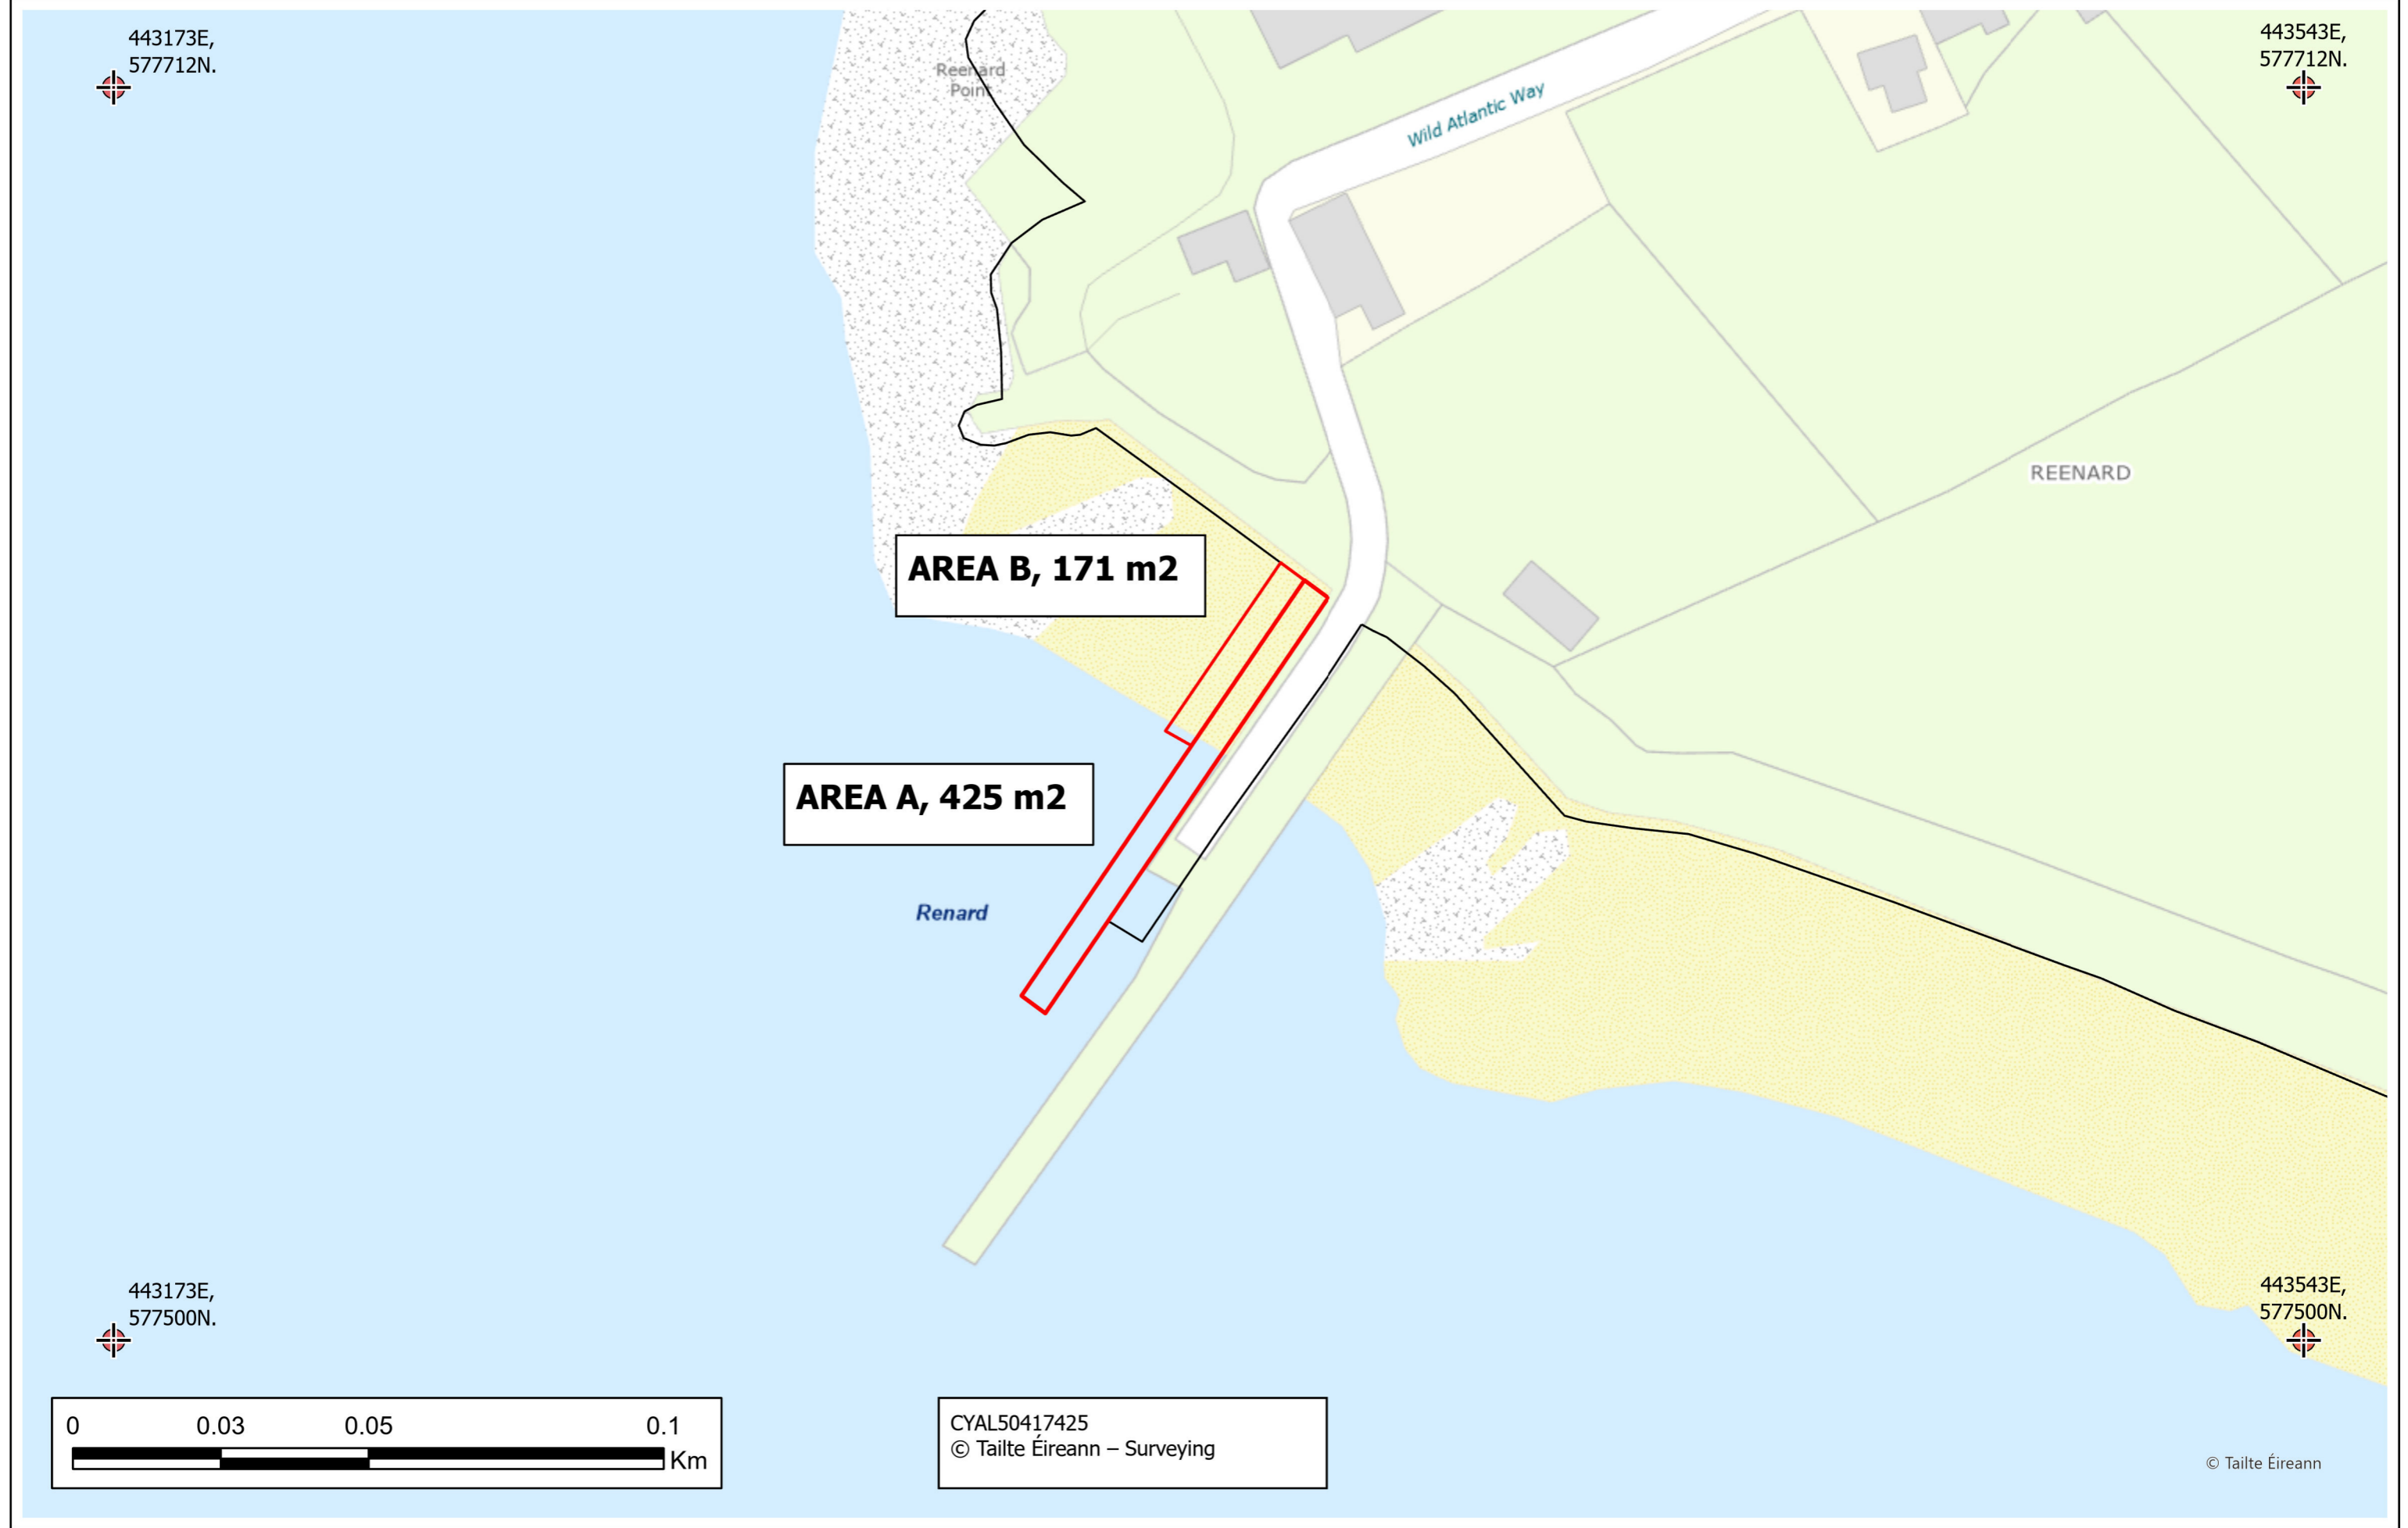 443173E,
577712N.
443543E,
577712N.
Reenard
Point
Wild Atlantic Way
REENARD
AREA B, 171 m2
AREA A, 425 m2
Renard
443173E,
577500N.
443543E,
577500N.
0 0.03 0.05 0.1
Km
CYAL50417425
© Tailte Éireann – Surveying
© Tailte Éireann